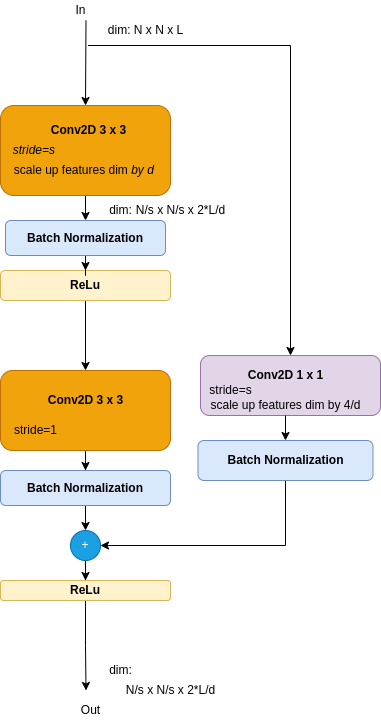 In
dim: N x N x L
Conv2D 3 x 3
stride=s
scale up features dim by d
dim: N/s x N/s x 2*L/d
Batch Normalization
ReLu
Conv2D 3 x 3
stride=1
Batch Normalization
Conv2D 1 x 1
stride=s
scale up features dim by 4/d
Batch Normalization
+
ReLu
dim:
N/s x N/s x 2*L/d
Out